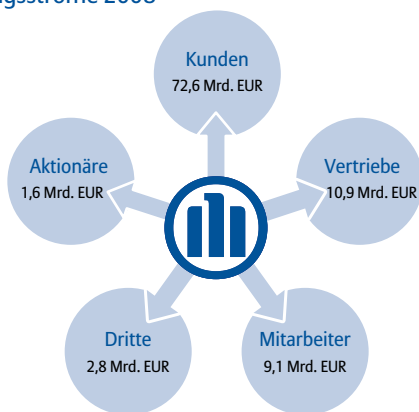 2008
Kunden
72,6 Mrd. EUR
Aktionäre
1,6 Mrd. EUR
Vertriebe
10,9 Mrd. EUR
Dritte
2,8 Mrd. EUR
Mitarbeiter
9,1 Mrd. EUR